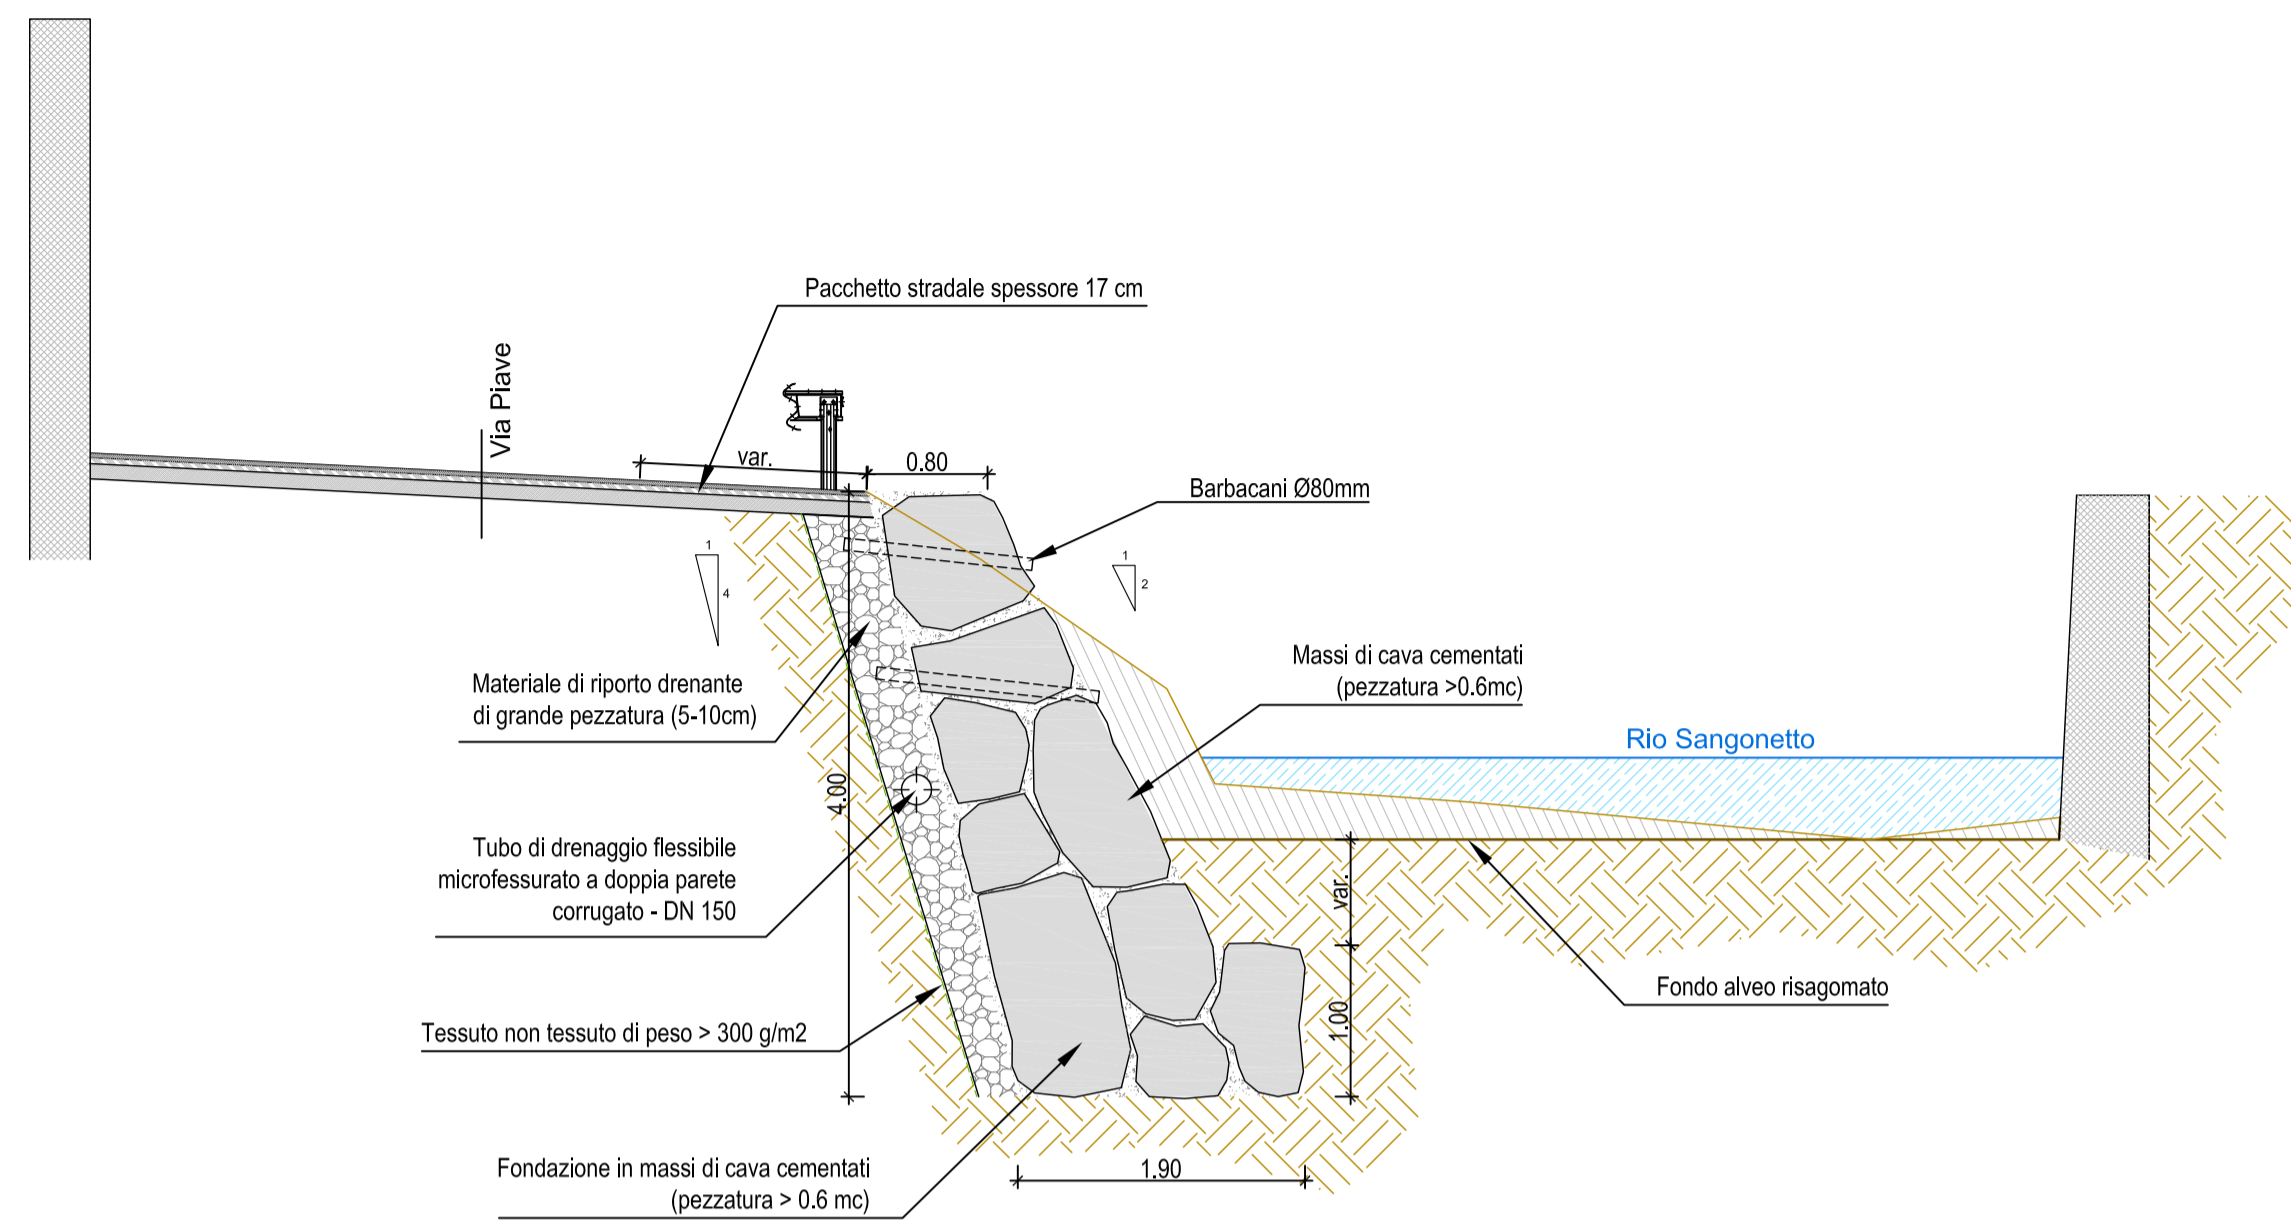 Pacchetto stradale spessore 17 cm
Via Piave
var.
0.80
Barbacani Ø80mm
1
4
1
2
Massi di cava cementati
(pezzatura >0.6mc)
Materiale di riporto drenante
di grande pezzatura (5-10cm)
Rio Sangonetto
4.00
Tubo di drenaggio flessibile
microfessurato a doppia parete
corrugato - DN 150
var.
Fondo alveo risagomato
1.00
Tessuto non tessuto di peso > 300 g/m2
Fondazione in massi di cava cementati
(pezzatura > 0.6 mc)
1.90